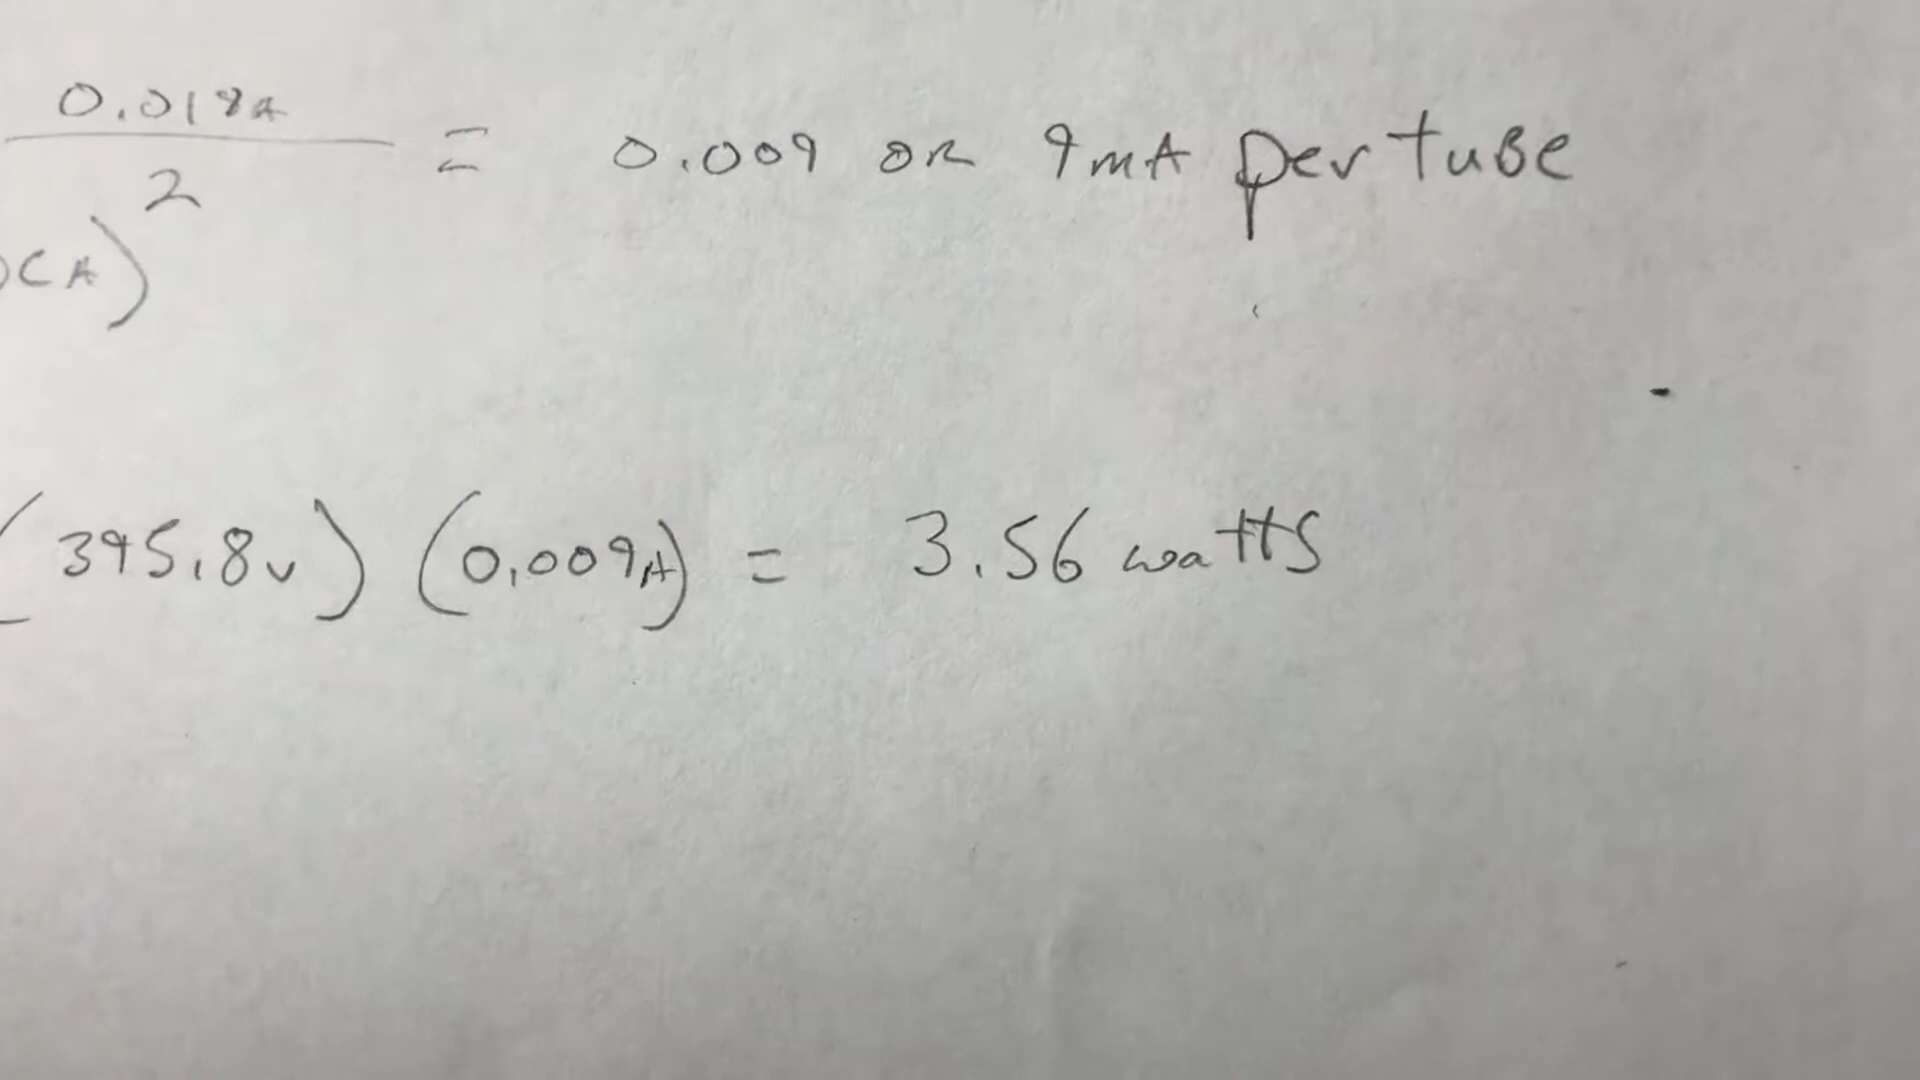 0.018A
2 = 0.009 OR 9mA per tube
CA)
(395.8v) (0.009A) = 3.56 watts